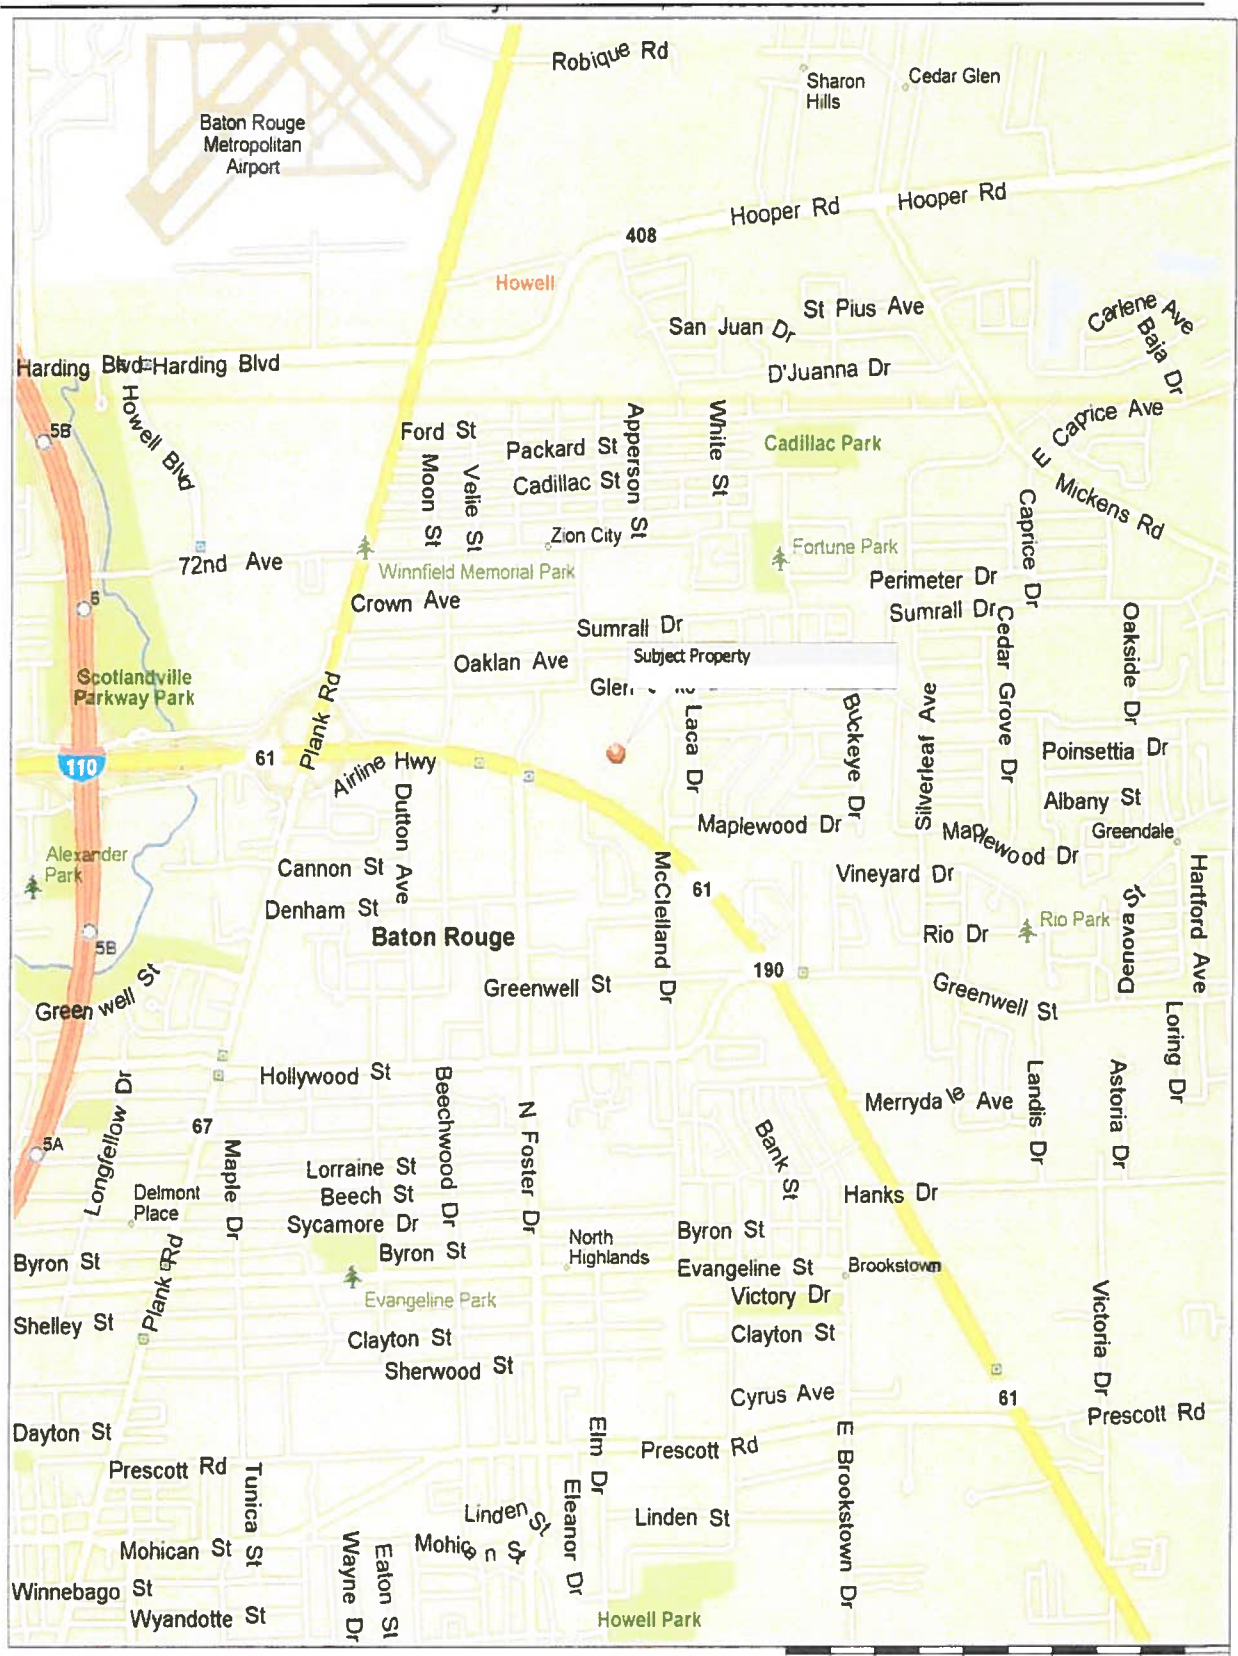 Robique Rd
Sharon
Hills
Cedar Glen
Baton Rouge
Metropolitan
Airport
Hooper Rd
Hooper Rd
408
Howell
St Pius Ave
San Juan Dr
Carlene Ave
Baja Dr
D'Juanna Dr
Harding Blvd
Harding Blvd
Howell Blvd
5B
Ford St
Packard St
Cadillac St
Apperson St
White St
Cadillac Park
E Caprice Ave
Moon St
Velie St
Zion City
Mickens Rd
Caprice Dr
72nd Ave
Winnfield Memorial Park
Fortune Park
Crown Ave
Perimeter Dr
6
Sumrall Dr
Sumrall Dr
Cedar Grove Dr
Oakside Dr
Oaklan Ave
Subject Property
Glen
Scotlandville
Parkway Park
Plank Rd
Laca Dr
Buckeye Dr
Silverleaf Ave
Poinsettia Dr
110
61
Airline Hwy
Dutton Ave
Albany St
Maplewood Dr
Maplewood Dr
Greendale
Alexander
Park
Cannon St
McClelland Dr
61
Vineyard Dr
Hartford Ave
Denham St
Denova St
Rio Park
Rio Dr
Baton Rouge
5B
190
Greenwell St
Greenwell St
Greenwell St
Loring Dr
Hollywood St
Beechwood Dr
Longfellow Dr
N Foster Dr
Merrydale Ave
Landis Dr
Astoria Dr
67
Bank St
5A
Maple Dr
Lorraine St
Delmont
Place
Beech St
Hanks Dr
Sycamore Dr
Byron St
North
Highlands
Byron St
Byron St
Plank Rd
Evangeline St
Brookstown
Evangeline Park
Victory Dr
Victoria Dr
Shelley St
Clayton St
Clayton St
Sherwood St
Cyrus Ave
61
Prescott Rd
Dayton St
Elm Dr
Prescott Rd
E Brookstown Dr
Prescott Rd
Tunica St
Eleanor Dr
Linden St
Linden St
Mohican St
Mohican St
Wayne Dr
Eaton St
Winnebago St
Wyandotte St
Howell Park